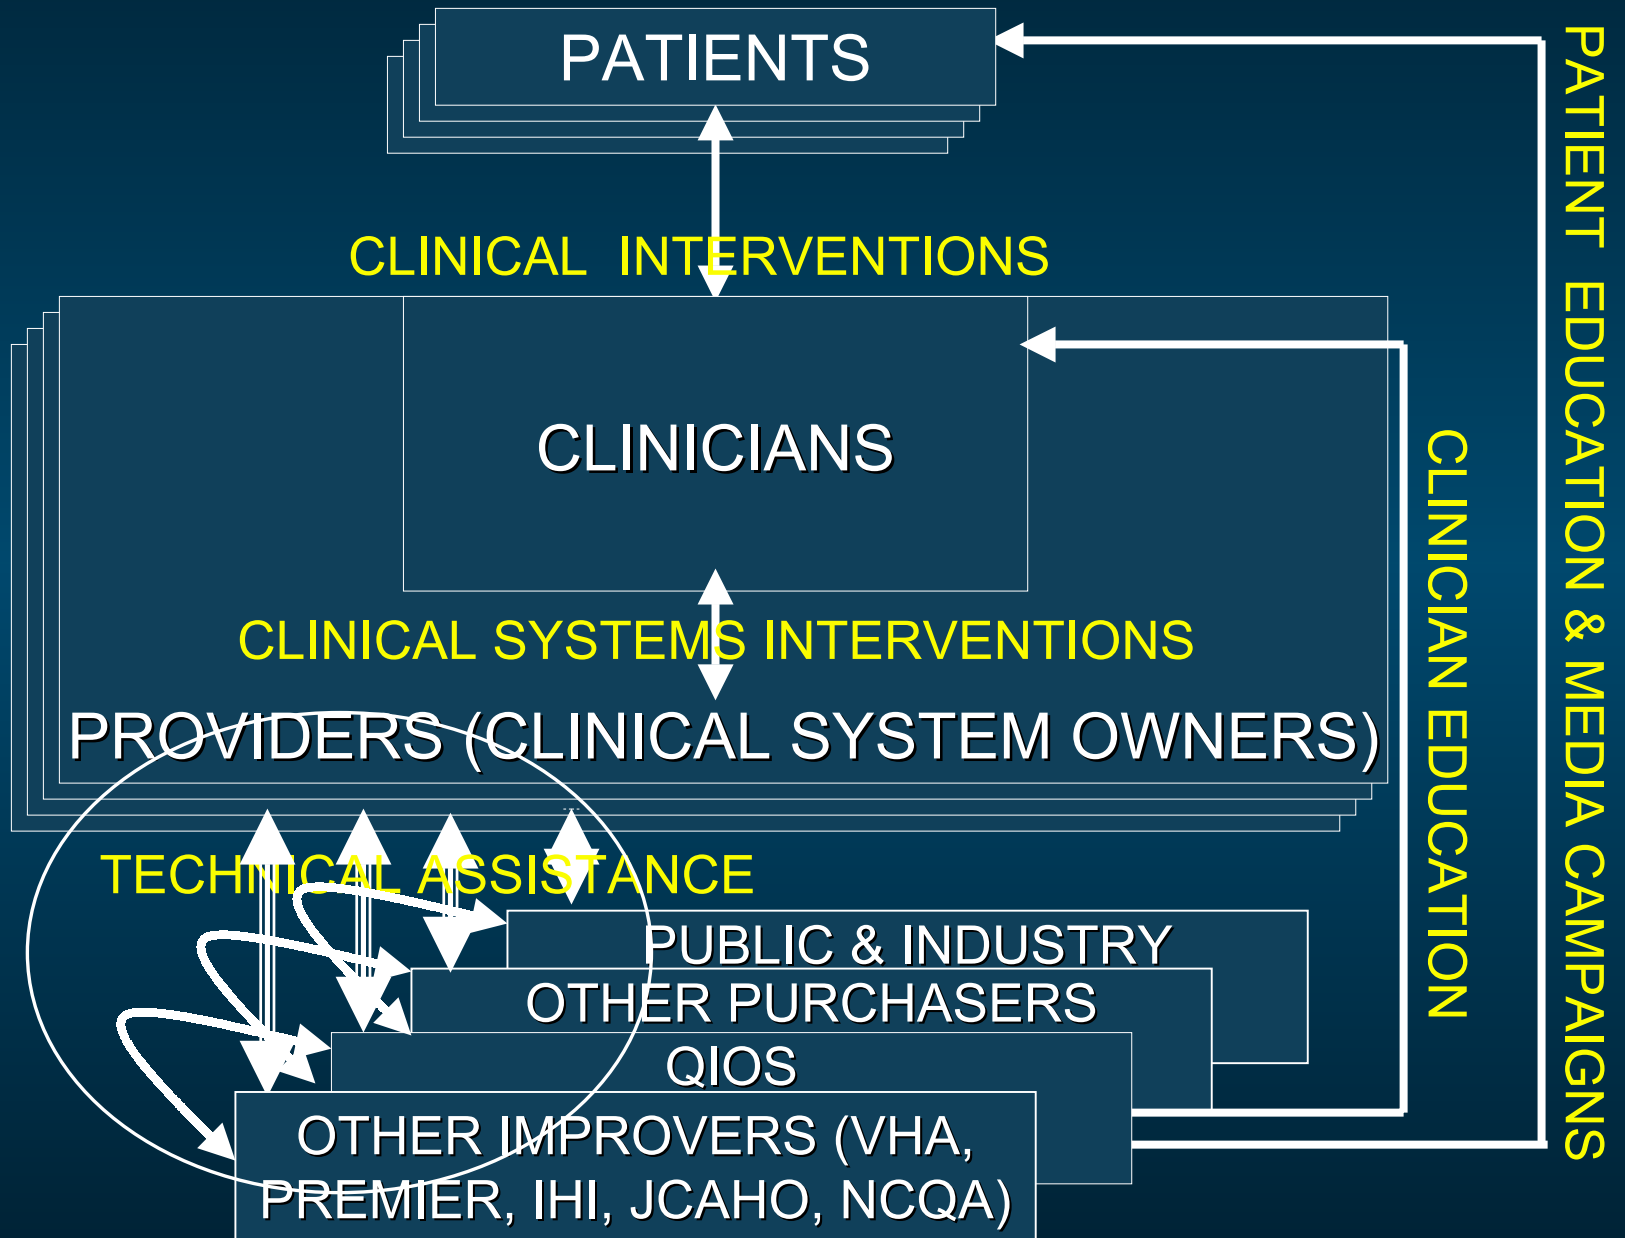 PATIENTS
CLINICAL INTERVENTIONS
CLINICIANS
CLINICAL SYSTEMS INTERVENTIONS
PROVIDERS (CLINICAL SYSTEM OWNERS)
TECHNICAL ASSISTANCE
PUBLIC & INDUSTRY
OTHER PURCHASERS
QIOS
OTHER IMPROVERS (VHA,
PREMIER, IHI, JCAHO, NCQA)
CLINICIAN EDUCATION
PATIENT EDUCATION & MEDIA CAMPAIGNS